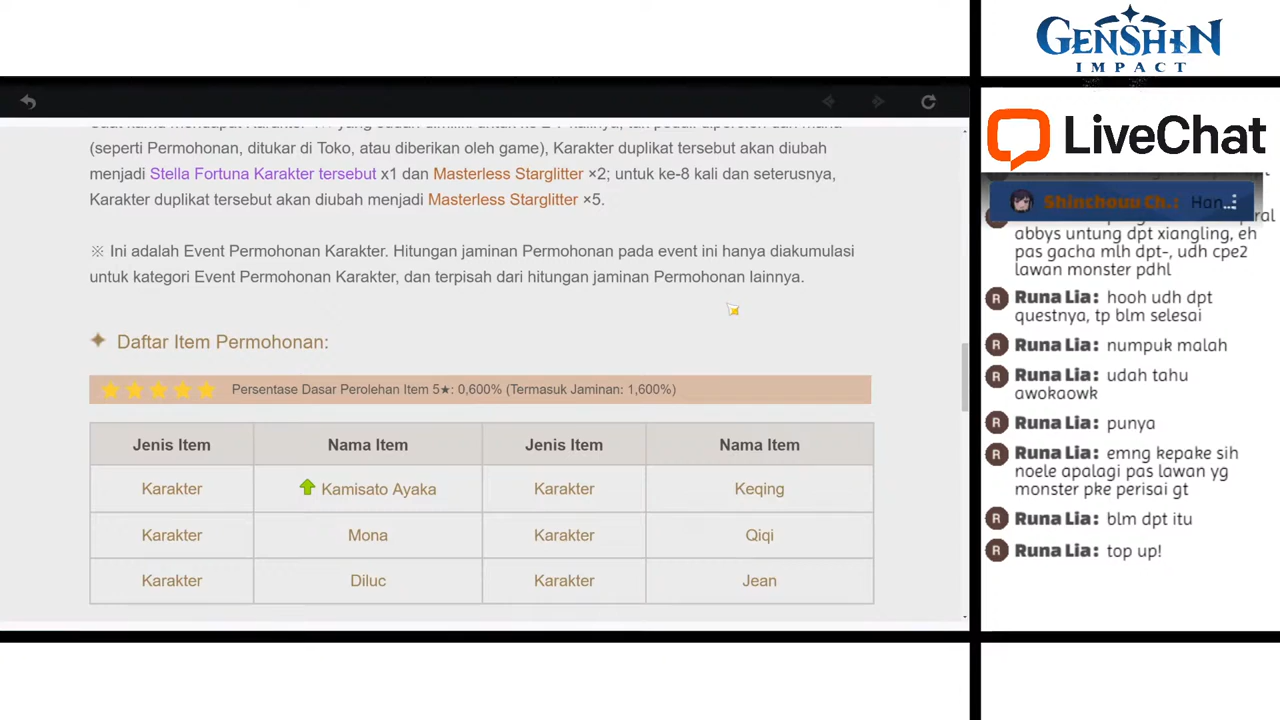 GENSHIN
IMPACT
LiveChat
Shinchouu Ch.: Han...
(seperti Permohonan, ditukar di Toko, atau diberikan oleh game), Karakter duplikat tersebut akan diubah
menjadi Stella Fortuna Karakter tersebut x1 dan Masterless Starglitter ×2; untuk ke-8 kali dan seterusnya,
Karakter duplikat tersebut akan diubah menjadi Masterless Starglitter ×5.
※ Ini adalah Event Permohonan Karakter. Hitungan jaminan Permohonan pada event ini hanya diakumulasi
untuk kategori Event Permohonan Karakter, dan terpisah dari hitungan jaminan Permohonan lainnya.
Daftar Item Permohonan:
Persentase Dasar Perolehan Item 5★: 0,600% (Termasuk Jaminan: 1,600%)
Jenis Item Nama Item Jenis Item Nama Item
Karakter Kamisato Ayaka Karakter Keqing
Karakter Mona Karakter Qiqi
Karakter Diluc Karakter Jean
abbys untung dpt xiangling, eh
pas gacha mlh dpt-, udh cpe2
lawan monster pdhl
R Runa Lia: hooh udh dpt
questnya, tp blm selesai
R Runa Lia: numpuk malah
R Runa Lia: udah tahu
awokaowk
R Runa Lia: punya
R Runa Lia: emng kepake sih
noele apalagi pas lawan yg
monster pke perisai gt
R Runa Lia: blm dpt itu
R Runa Lia: top up!